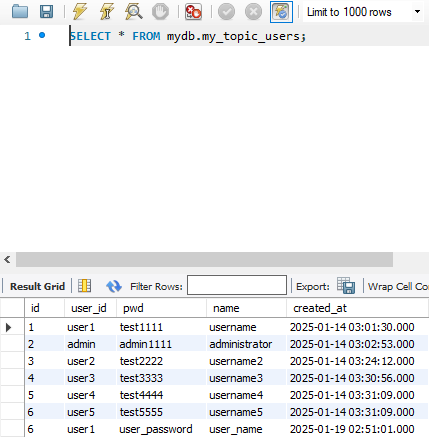 Limit to 1000 rows
1 SELECT * FROM mydb.my_topic_users;
Result Grid Filter Rows: Export: Wrap Cell Co
id user_id pwd name created_at
1 user1 test1111 username 2025-01-14 03:01:30.000
2 admin admin1111 administrator 2025-01-14 03:02:53.000
3 user2 test2222 username2 2025-01-14 03:24:12.000
4 user3 test3333 username3 2025-01-14 03:30:56.000
5 user4 test4444 username4 2025-01-14 03:31:09.000
6 user5 test5555 username5 2025-01-14 03:31:09.000
6 user1 user_password user_name 2025-01-19 02:51:01.000